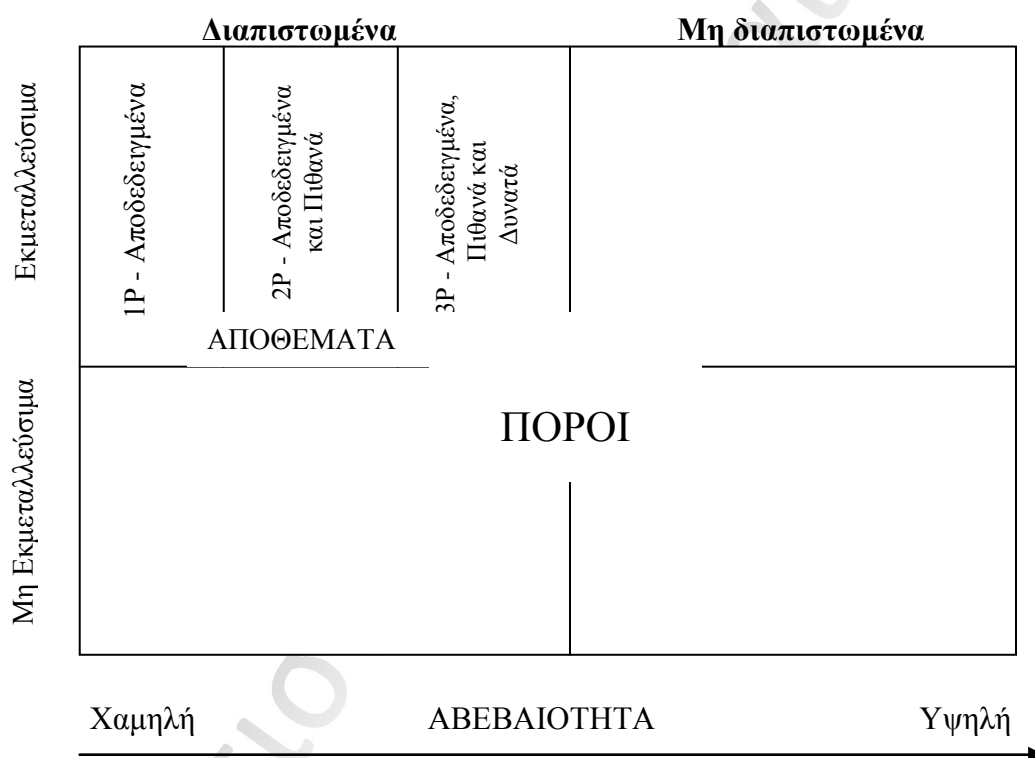 Διαπιστωμένα
Μη διαπιστωμένα
Εκμεταλλεύσιμα
1P - Αποδεδειγμένα
2P - Αποδεδειγμένα
και Πιθανά
3P - Αποδεδειγμένα,
Πιθανά και
Δυνατά
ΑΠΟΘΕΜΑΤΑ
ΠΟΡΟΙ
Μη Εκμεταλλεύσιμα
Χαμηλή
ΑΒΕΒΑΙΟΤΗΤΑ
Υψηλή